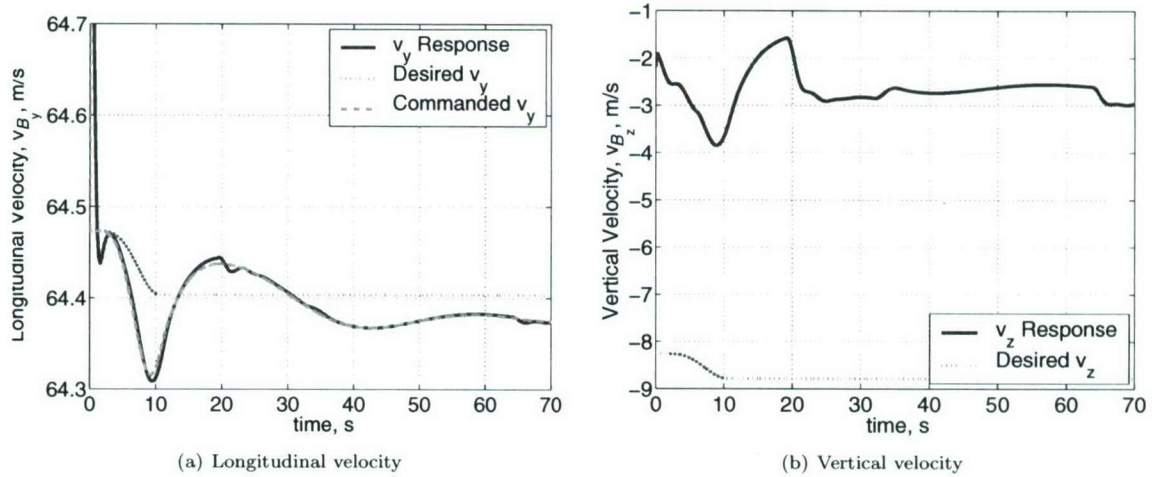 64.7
64.6
64.5
64.4
64.3
0 10 20 30 40 50 60 70
Longitudinal Velocity, v_B_y, m/s
time, s
v_y Response
Desired v_y
Commanded v_y
(a) Longitudinal velocity
−1
−2
−3
−4
−5
−6
−7
−8
−9
0 10 20 30 40 50 60 70
Vertical Velocity, v_B_z, m/s
time, s
v_z Response
Desired v_z
(b) Vertical velocity